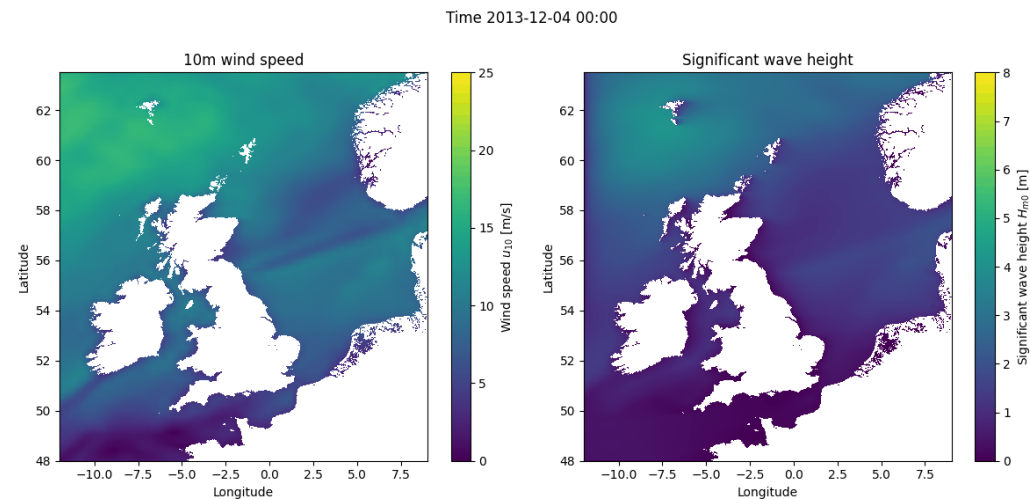 Time 2013-12-04 00:00
10m wind speed
Significant wave height
62
60
58
56
54
52
50
48
Latitude
−10.0 −7.5 −5.0 −2.5 0.0 2.5 5.0 7.5
Longitude
25
20
15
10
5
0
Wind speed u10 [m/s]
62
60
58
56
54
52
50
48
Latitude
−10.0 −7.5 −5.0 −2.5 0.0 2.5 5.0 7.5
Longitude
8
7
6
5
4
3
2
1
0
Significant wave height Hm0 [m]